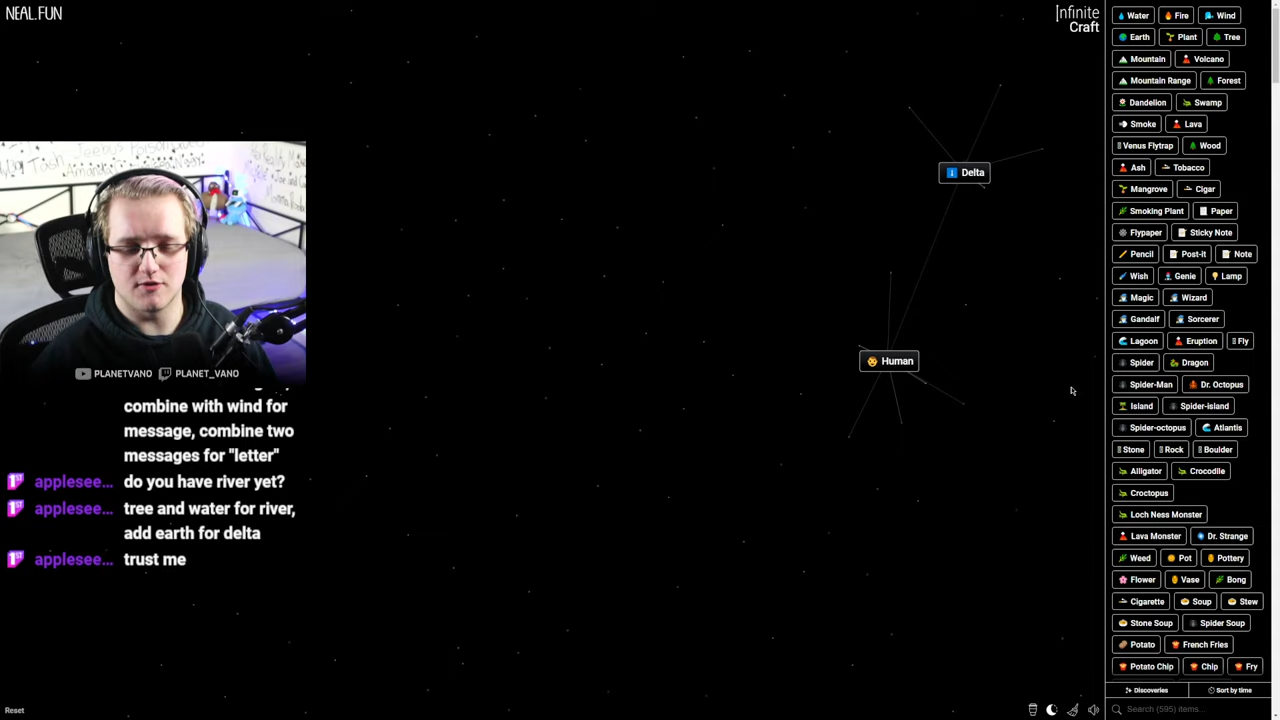 NEAL.FUN
Infinite
Craft
Delta
Human
PLANETVANO PLANET_VANO
combine with wind for
message, combine two
messages for "letter"
applesee... do you have river yet?
applesee... tree and water for river,
add earth for delta
applesee... trust me
Water Fire Wind
Earth Plant Tree
Mountain Volcano
Mountain Range Forest
Dandelion Swamp
Smoke Lava
Venus Flytrap Wood
Ash Tobacco
Mangrove Cigar
Smoking Plant Paper
Flypaper Sticky Note
Pencil Post-it Note
Wish Genie Lamp
Magic Wizard
Gandalf Sorcerer
Lagoon Eruption Fly
Spider Dragon
Spider-Man Dr. Octopus
Island Spider-island
Spider-octopus Atlantis
Stone Rock Boulder
Alligator Crocodile
Croctopus
Loch Ness Monster
Lava Monster Dr. Strange
Weed Pot Pottery
Flower Vase Bong
Cigarette Soup Stew
Stone Soup Spider Soup
Potato French Fries
Potato Chip Chip Fry
Discoveries Sort by time
Search (595) items...
Reset